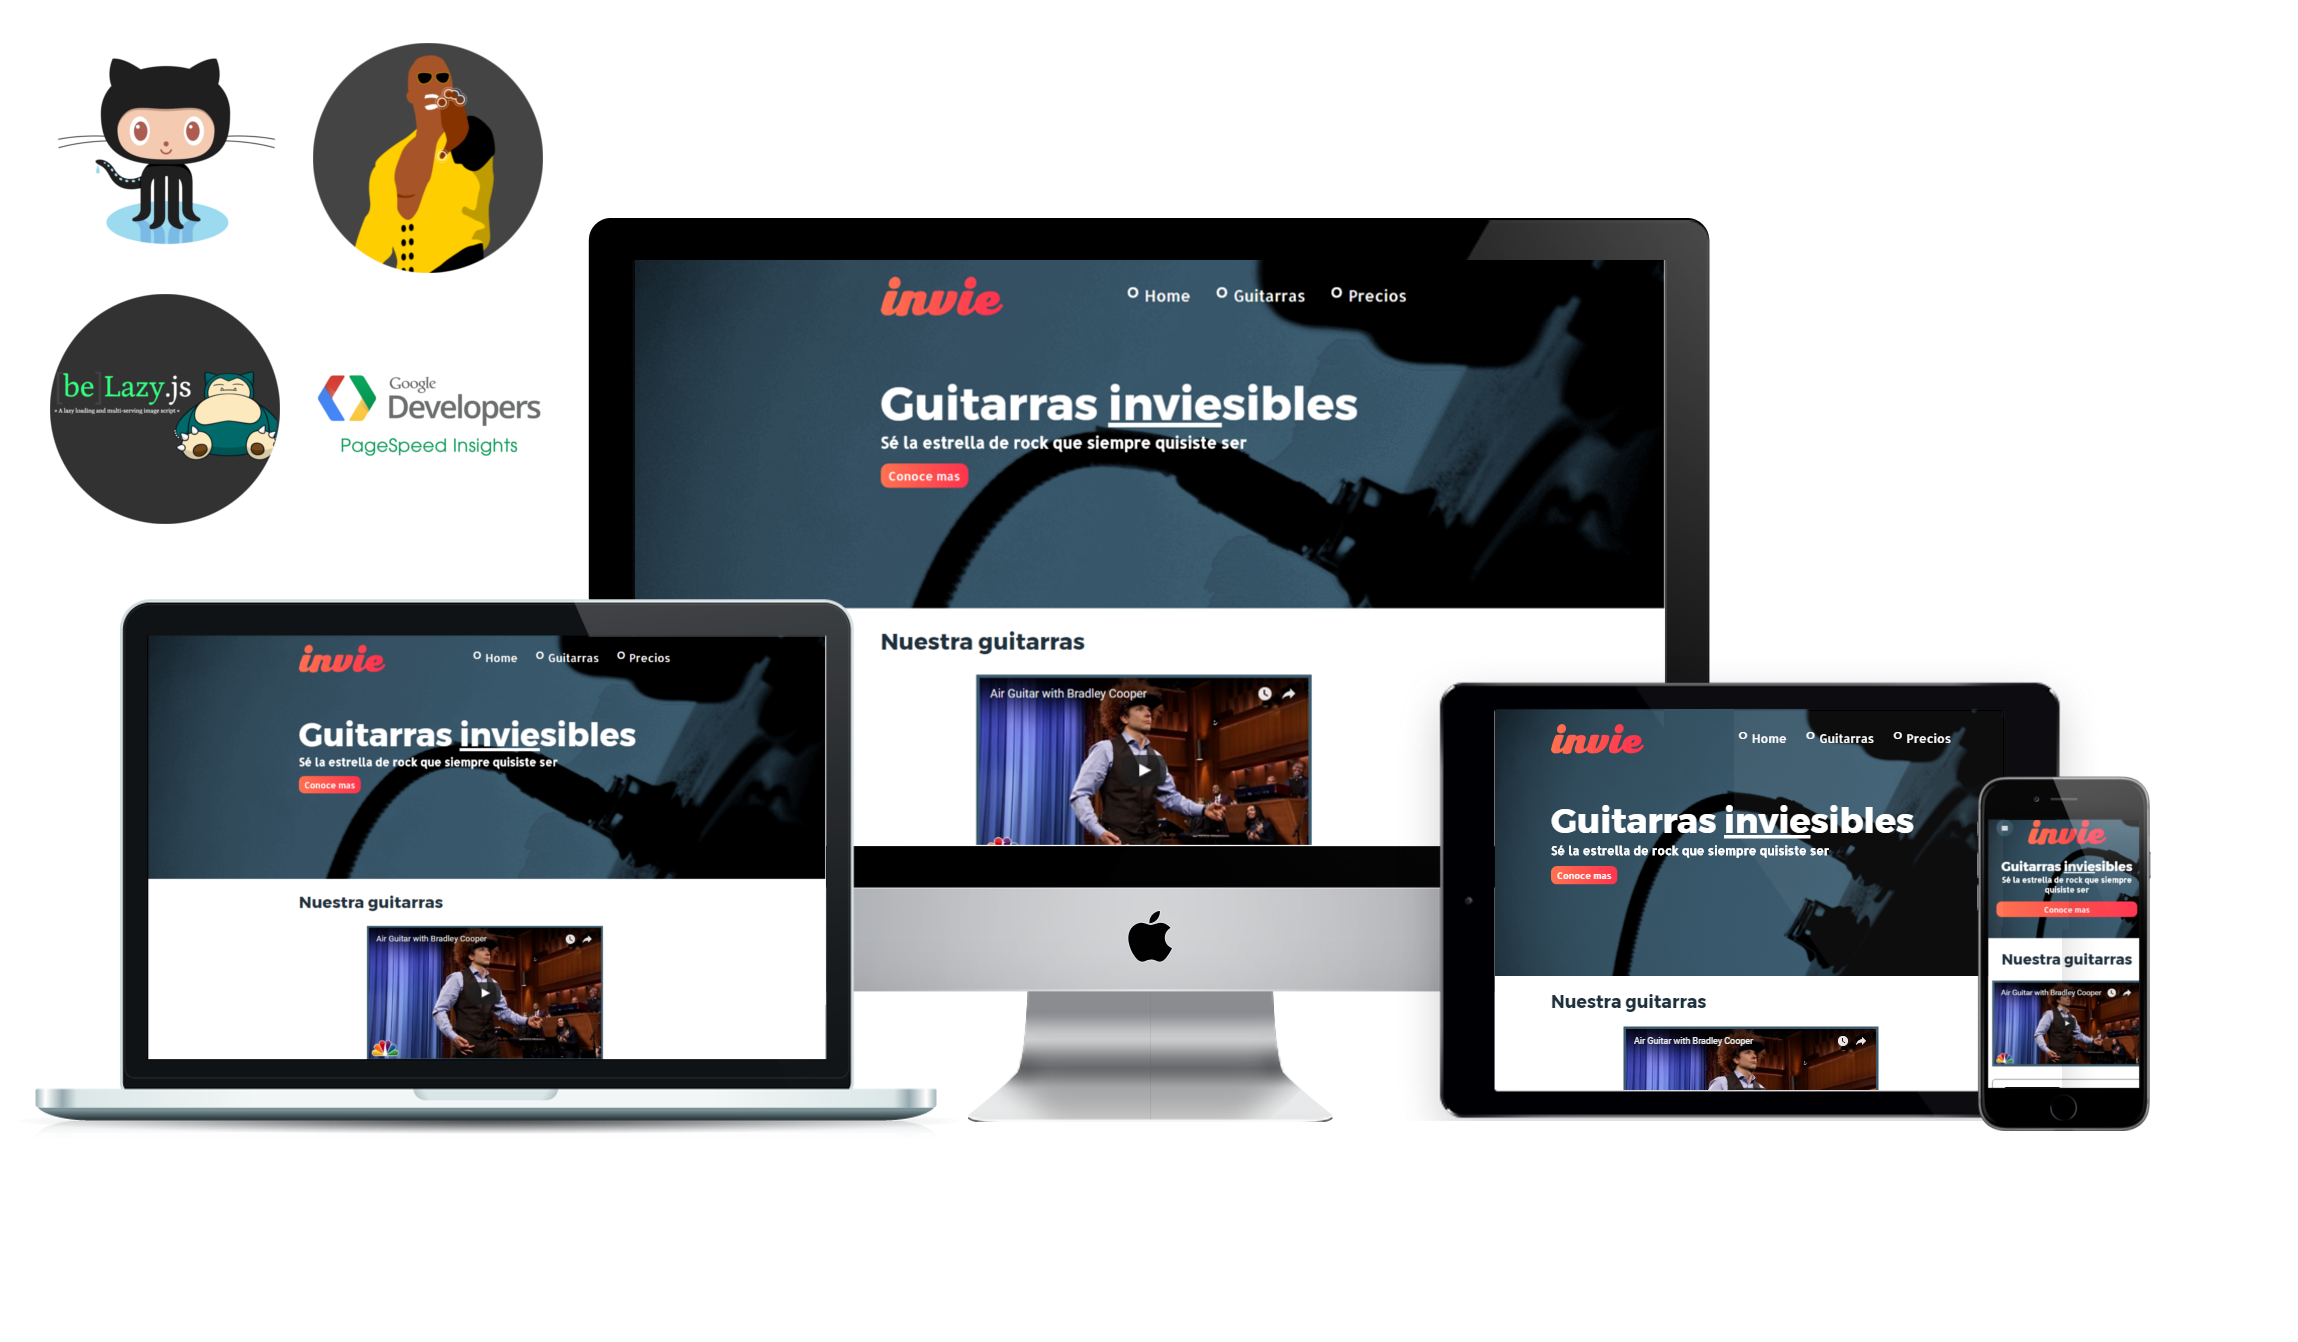 [be]Lazy.js
• A lazy loading and multi-serving image script •
Google
Developers
PageSpeed Insights
invie
Home
Guitarras
Precios
Guitarras inviesibles
Sé la estrella de rock que siempre quisiste ser
Conoce mas
Nuestra guitarras
Air Guitar with Bradley Cooper
invie
Home
Guitarras
Precios
Guitarras inviesibles
Sé la estrella de rock que siempre quisiste ser
Conoce mas
Nuestra guitarras
Air Guitar with Bradley Cooper
invie
Home
Guitarras
Precios
Guitarras inviesibles
Sé la estrella de rock que siempre quisiste ser
Conoce mas
Nuestra guitarras
Air Guitar with Bradley Cooper
invie
Guitarras inviesibles
Sé la estrella de rock que siempre
quisiste ser
Conoce mas
Nuestra guitarras
Air Guitar with Bradley Cooper